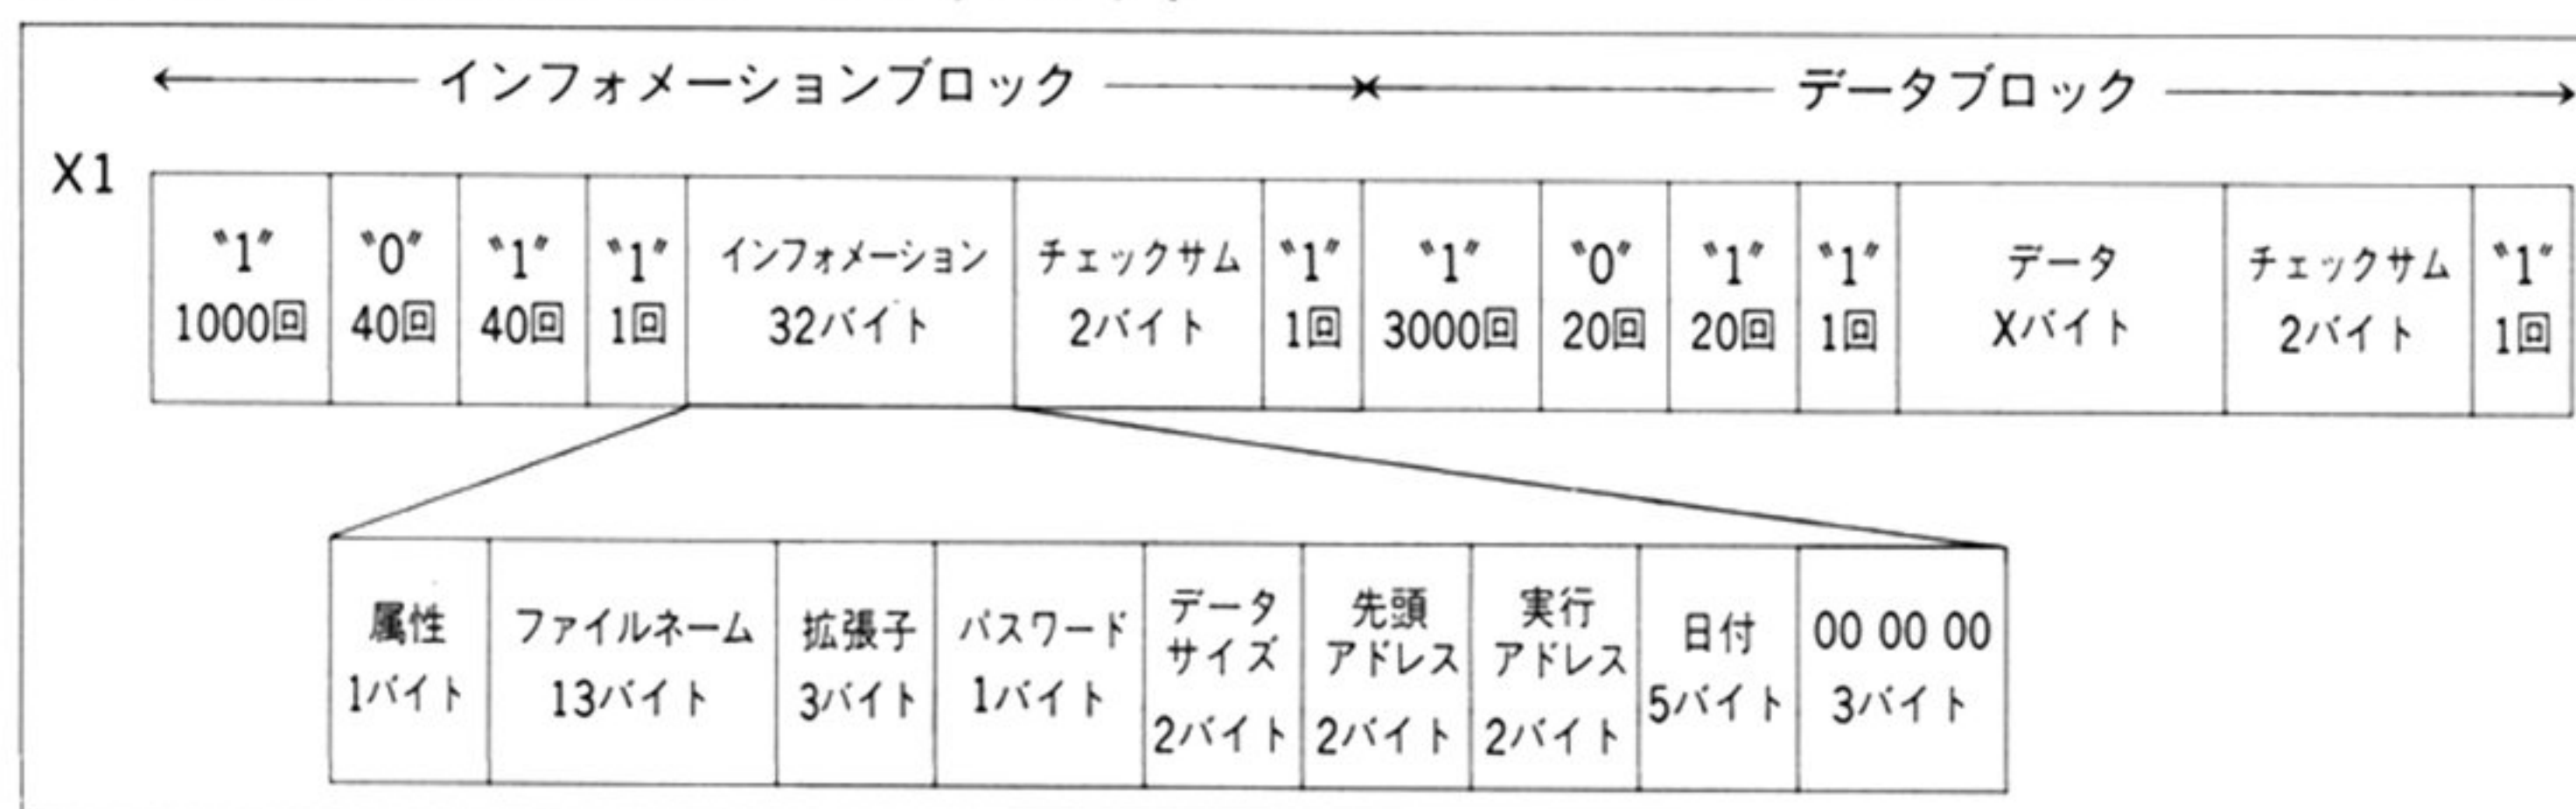 インフォメーションブロック データブロック
X1
〝1〞 〝0〞 〝1〞 〝1〞 インフォメーション チェックサム 〝1〞 〝1〞 〝0〞 〝1〞 〝1〞 データ チェックサム 〝1〞
1000回 40回 40回 1回 32バイト 2バイト 1回 3000回 20回 20回 1回 Xバイト 2バイト 1回
属性 ファイルネーム 拡張子 パスワード データ サイズ 先頭 アドレス 実行 アドレス 日付 00 00 00
1バイト 13バイト 3バイト 1バイト 2バイト 2バイト 2バイト 5バイト 3バイト